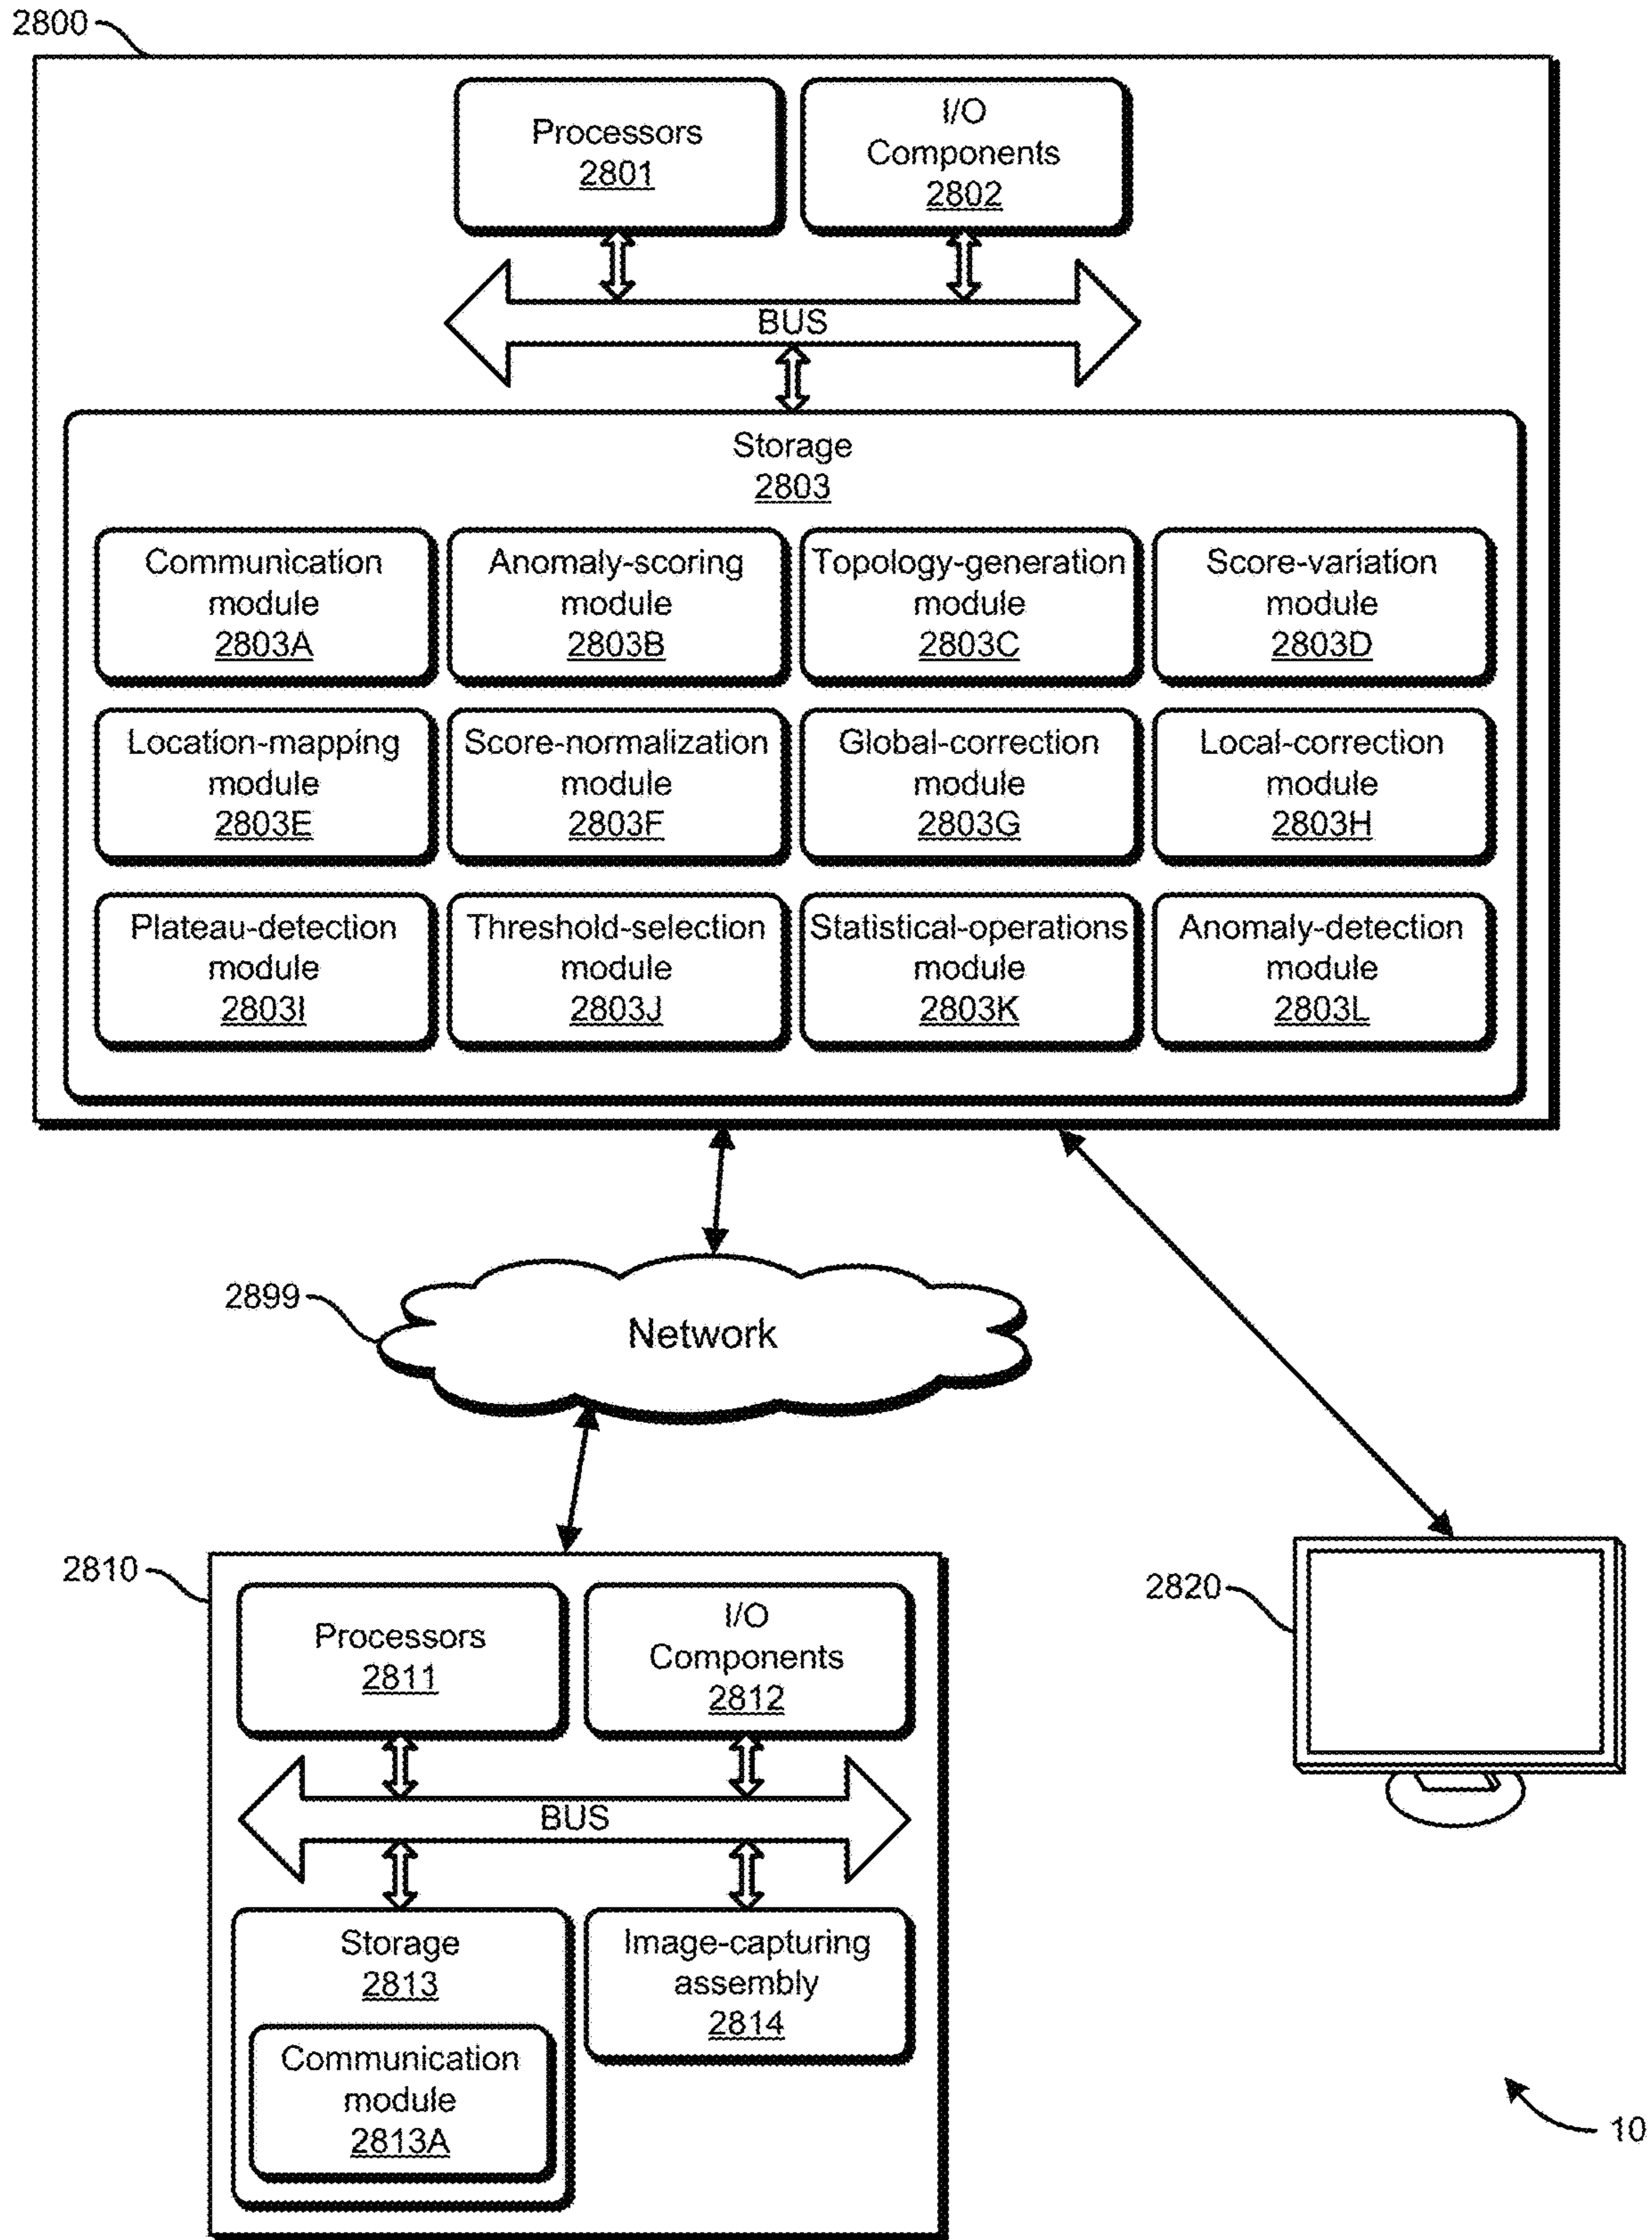 2800
Processors
2801
I/O
Components
2802
BUS
Storage
2803
Communication
module
2803A
Anomaly-scoring
module
2803B
Topology-generation
module
2803C
Score-variation
module
2803D
Location-mapping
module
2803E
Score-normalization
module
2803F
Global-correction
module
2803G
Local-correction
module
2803H
Plateau-detection
module
2803I
Threshold-selection
module
2803J
Statistical-operations
module
2803K
Anomaly-detection
module
2803L
2899
Network
2810
Processors
2811
I/O
Components
2812
BUS
Storage
2813
Communication
module
2813A
Image-capturing
assembly
2814
2820
10